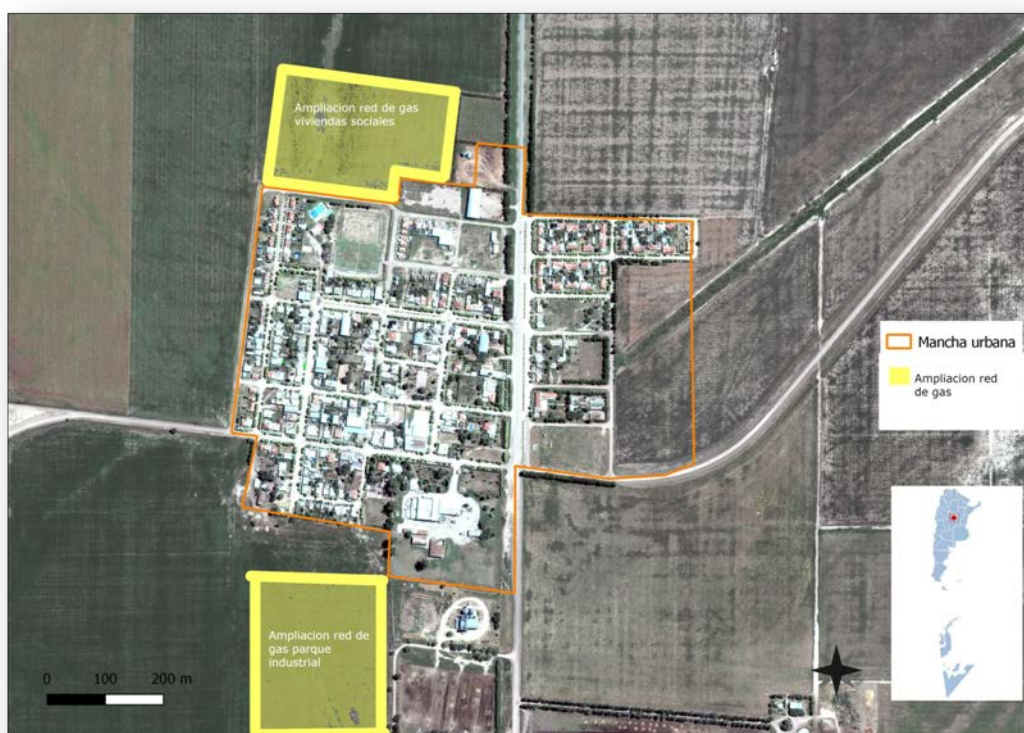 Ampliacion red de gas
viviendas sociales
Mancha urbana
Ampliacion red
de gas
Ampliacion red de
gas parque
industrial
0 100 200 m